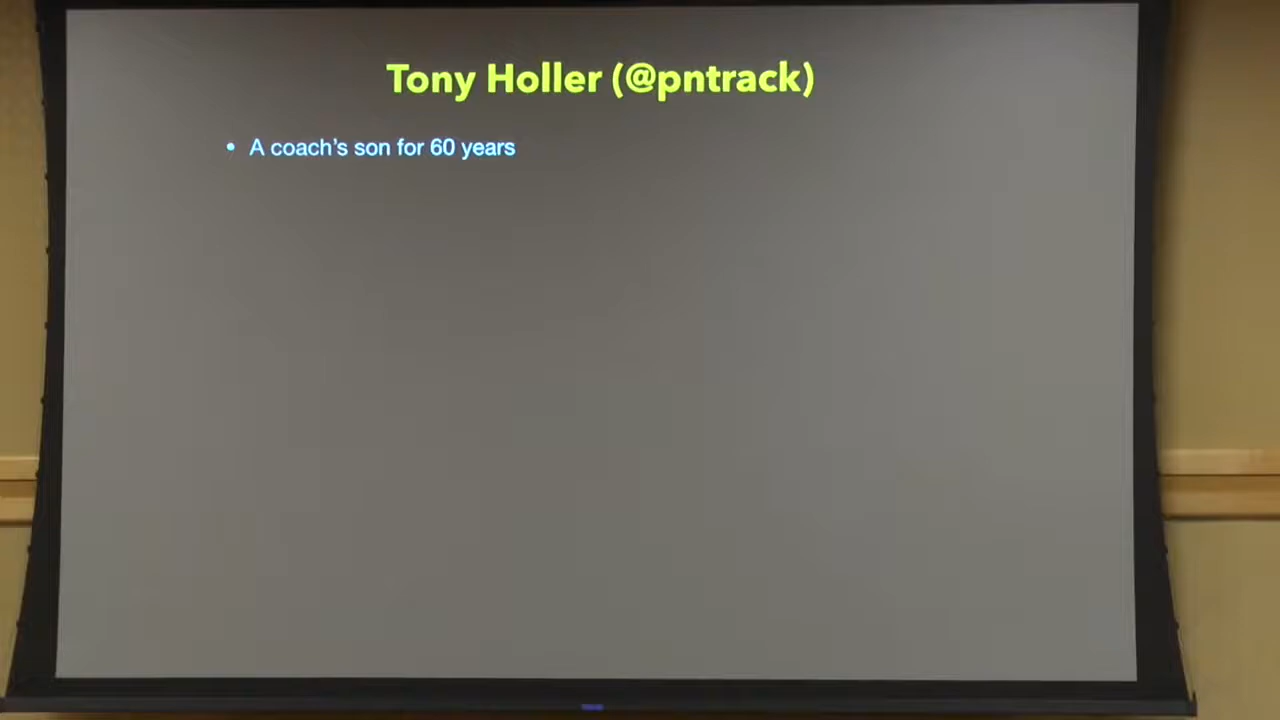 Tony Holler (@pntrack)
• A coach's son for 60 years